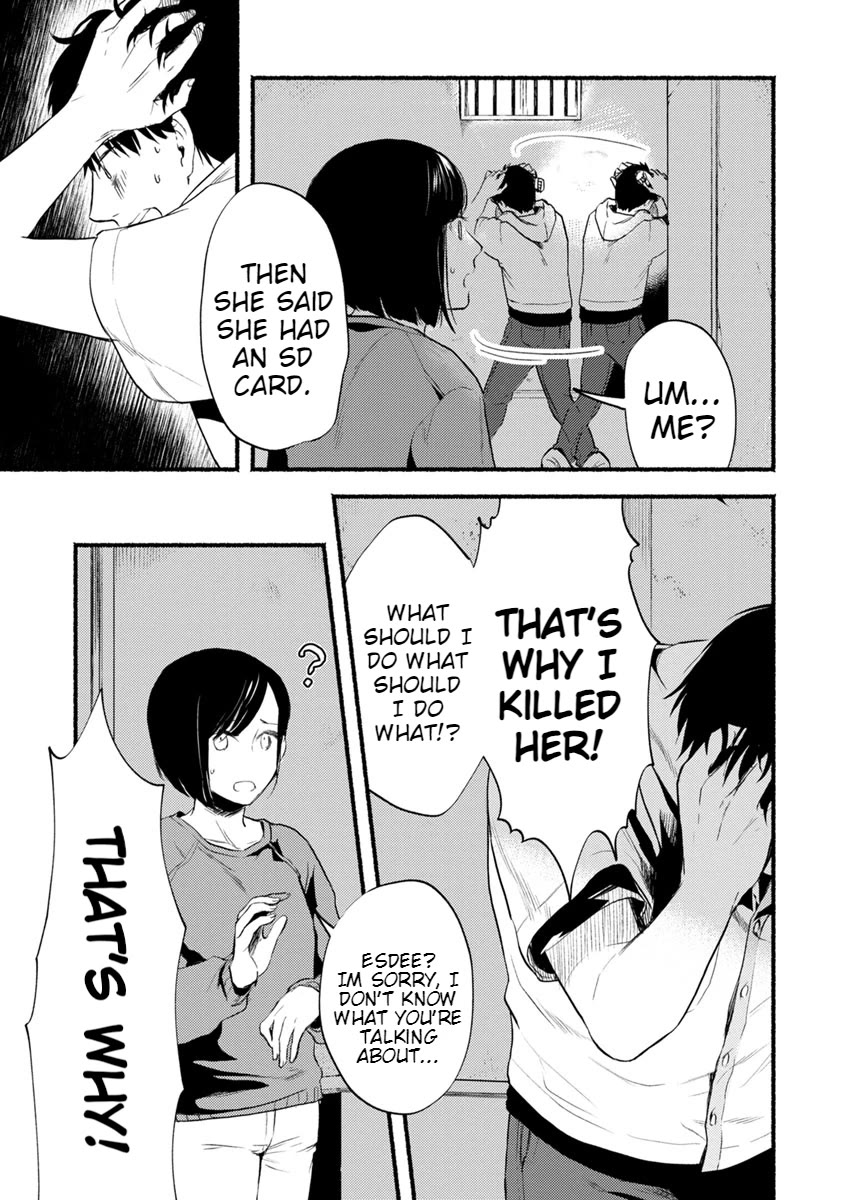 UM...
ME?
THEN
SHE SAID
SHE HAD
AN SD
CARD.
THAT'S
WHY I
KILLED
HER!
WHAT
SHOULD I
DO WHAT
SHOULD
I DO
WHAT!?
ESDEE?
IM SORRY, I
DON'T KNOW
WHAT YOU'RE
TALKING
ABOUT...
?
THAT'S WHY!